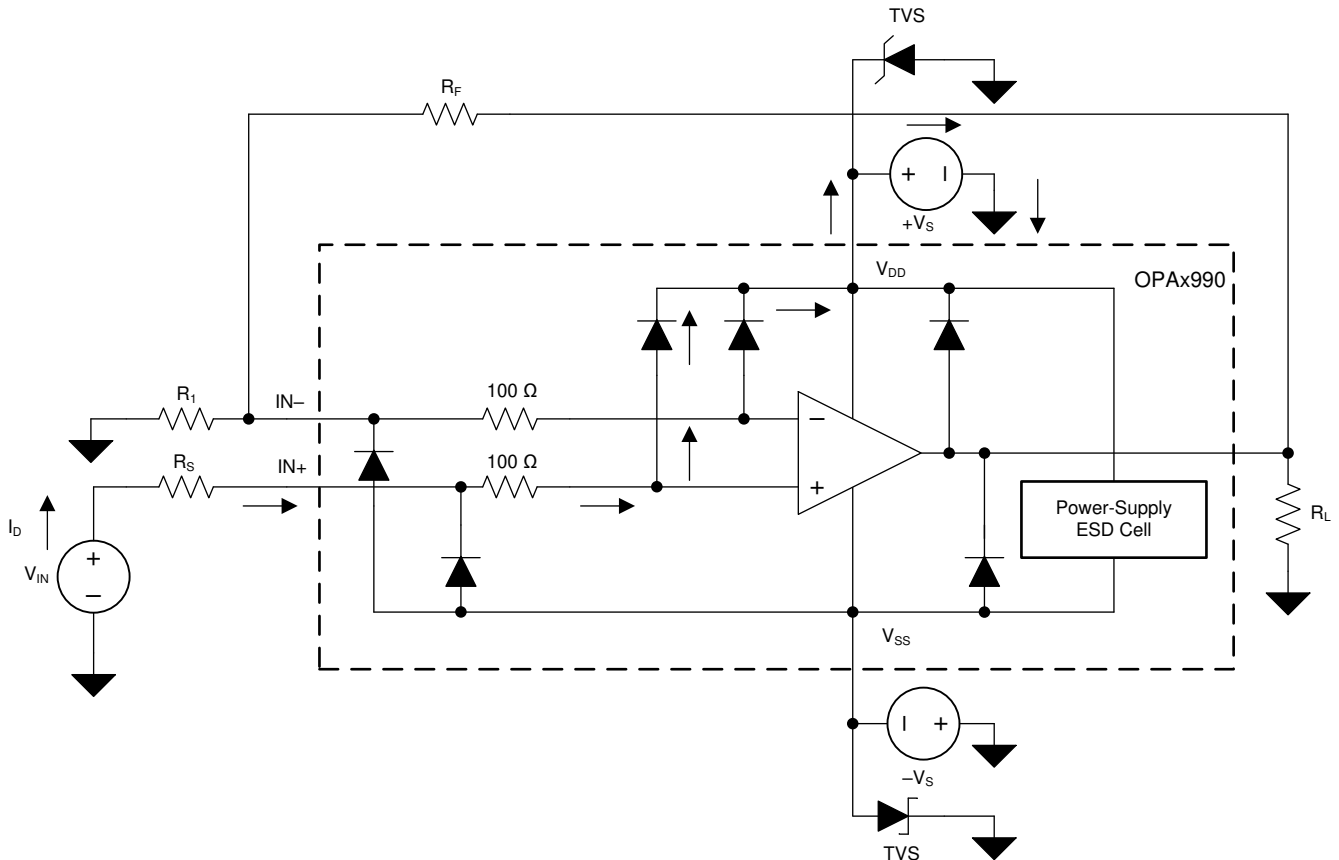 TVS
R_F
+ I
+V_S
V_DD
OPAx990
R_1
IN–
100 Ω
–
R_S
IN+
100 Ω
+
Power-Supply
ESD Cell
R_L
I_D
+
V_IN
–
V_SS
I +
–V_S
TVS